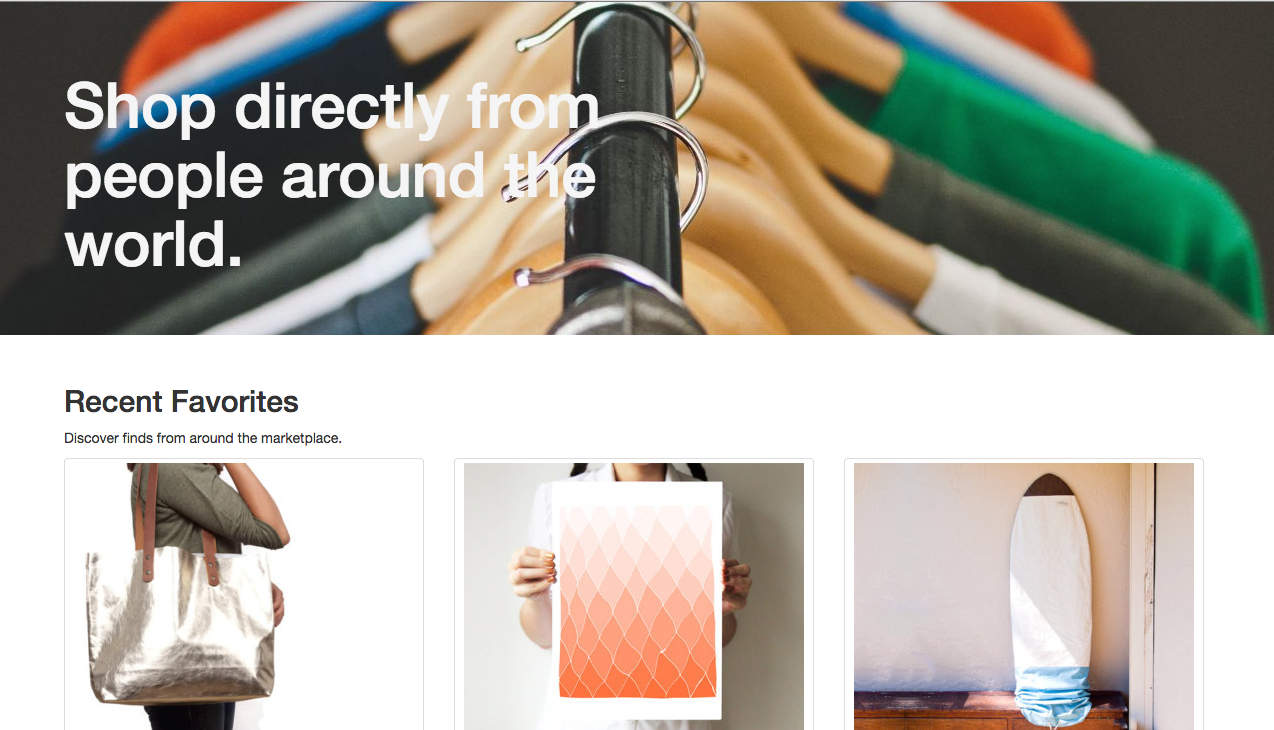 Shop directly from
people around the
world.
Recent Favorites
Discover finds from around the marketplace.